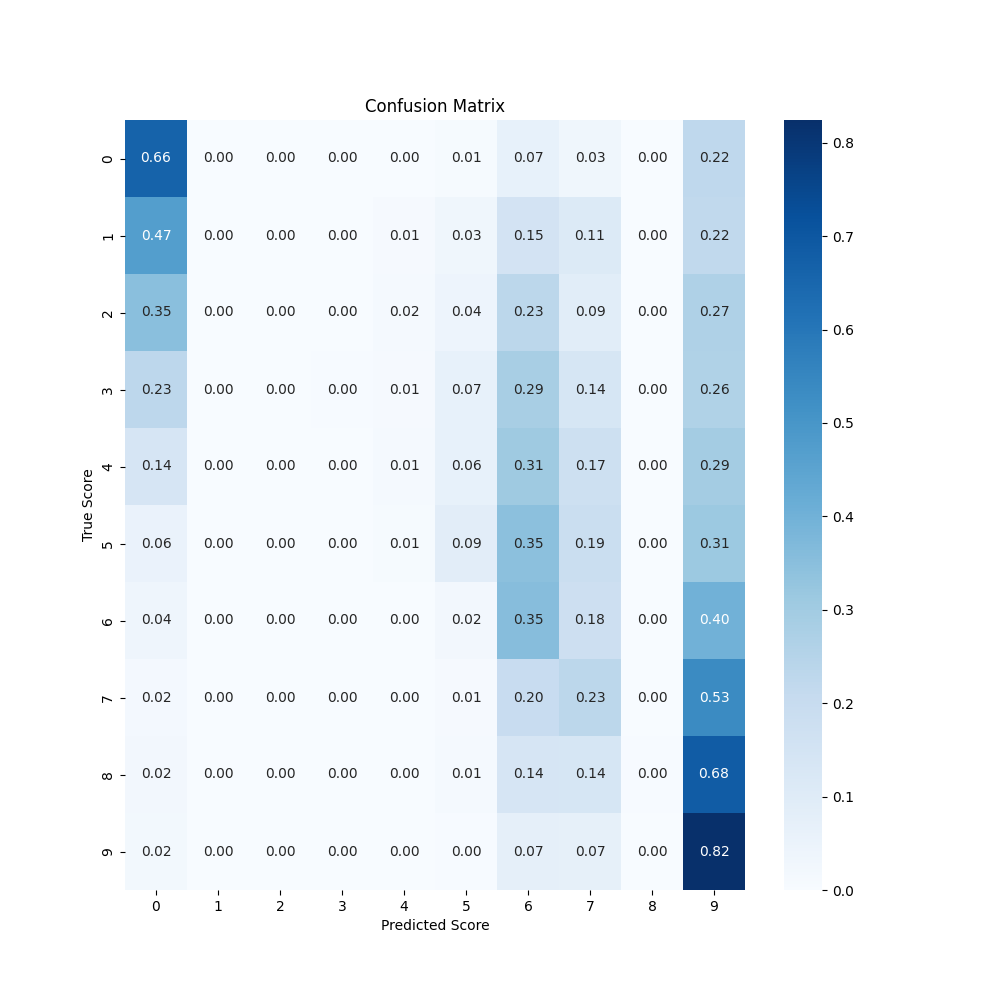 Confusion Matrix
0 0.66 0.00 0.00 0.00 0.00 0.01 0.07 0.03 0.00 0.22
1 0.47 0.00 0.00 0.00 0.01 0.03 0.15 0.11 0.00 0.22
2 0.35 0.00 0.00 0.00 0.02 0.04 0.23 0.09 0.00 0.27
3 0.23 0.00 0.00 0.00 0.01 0.07 0.29 0.14 0.00 0.26
4 0.14 0.00 0.00 0.00 0.01 0.06 0.31 0.17 0.00 0.29
5 0.06 0.00 0.00 0.00 0.01 0.09 0.35 0.19 0.00 0.31
6 0.04 0.00 0.00 0.00 0.00 0.02 0.35 0.18 0.00 0.40
7 0.02 0.00 0.00 0.00 0.00 0.01 0.20 0.23 0.00 0.53
8 0.02 0.00 0.00 0.00 0.00 0.01 0.14 0.14 0.00 0.68
9 0.02 0.00 0.00 0.00 0.00 0.00 0.07 0.07 0.00 0.82
0 1 2 3 4 5 6 7 8 9
Predicted Score
True Score
0.8
0.7
0.6
0.5
0.4
0.3
0.2
0.1
0.0